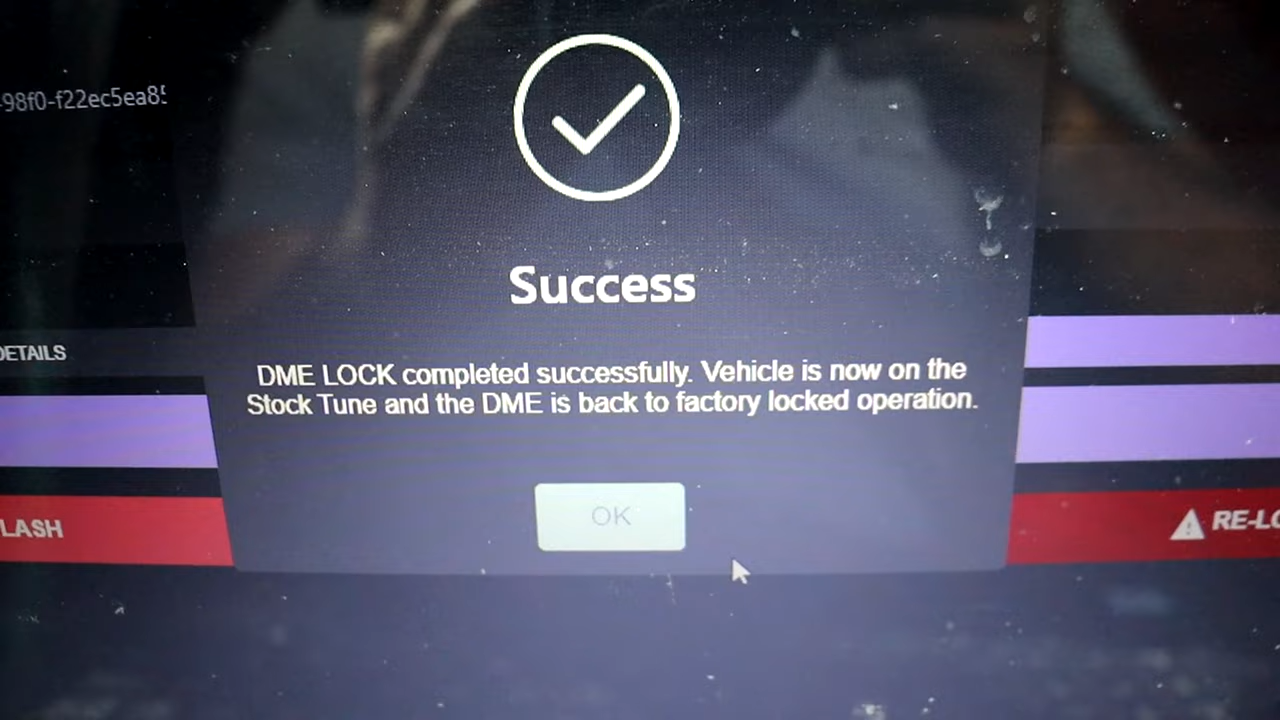 -98f0-f22ec5ea8
Success
DETAILS
DME LOCK completed successfully. Vehicle is now on the
Stock Tune and the DME is back to factory locked operation.
OK
LASH
RE-LO